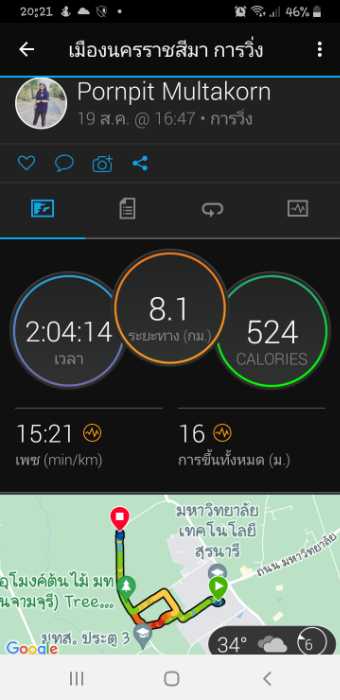 20:21 46%
เมืองนครราชสีมา การวิ่ง
Pornpit Multakorn
19 ส.ค. @ 16:47 • การวิ่ง
2:04:14
เวลา
8.1
ระยะทาง (กม.)
524
CALORIES
15:21
เพซ (min/km)
16
การขึ้นทั้งหมด (ม.)
มหาวิทยาลัย
เทคโนโลยี
สุรนารี
ถนน มหาวิทยาลัย
อุโมงค์ต้นไม้ มท
นจามจุรี) Tree...
มทส. ประตู 3
Google
34°
6